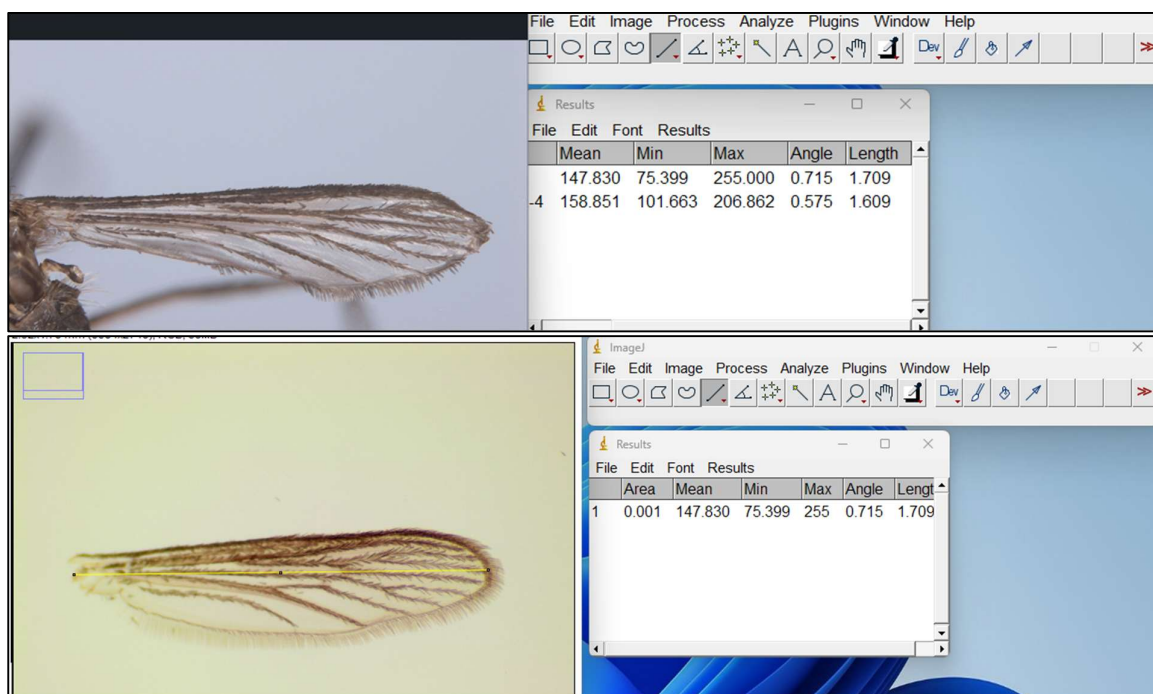 File Edit Image Process Analyze Plugins Window Help
Dev
Results
File Edit Font Results
Mean Min Max Angle Length
147.830 75.399 255.000 0.715 1.709
-4 158.851 101.663 206.862 0.575 1.609
ImageJ
File Edit Image Process Analyze Plugins Window Help
Dev
Results
File Edit Font Results
Area Mean Min Max Angle Lengt
1 0.001 147.830 75.399 255 0.715 1.709